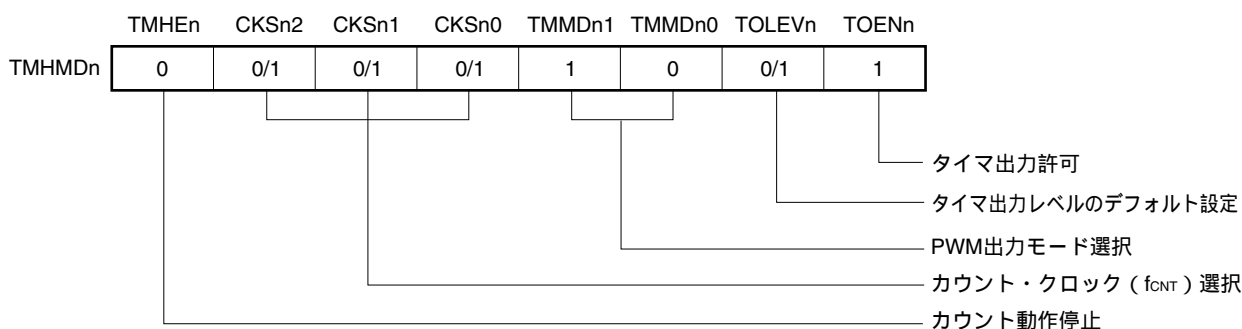 TMHEn CKSn2 CKSn1 CKSn0 TMMDn1 TMMDn0 TOLEVn TOENn
TMHMDn 0 0/1 0/1 0/1 1 0 0/1 1
タイマ出力許可
タイマ出力レベルのデフォルト設定
PWM出力モード選択
カウント・クロック（fCNT）選択
カウント動作停止